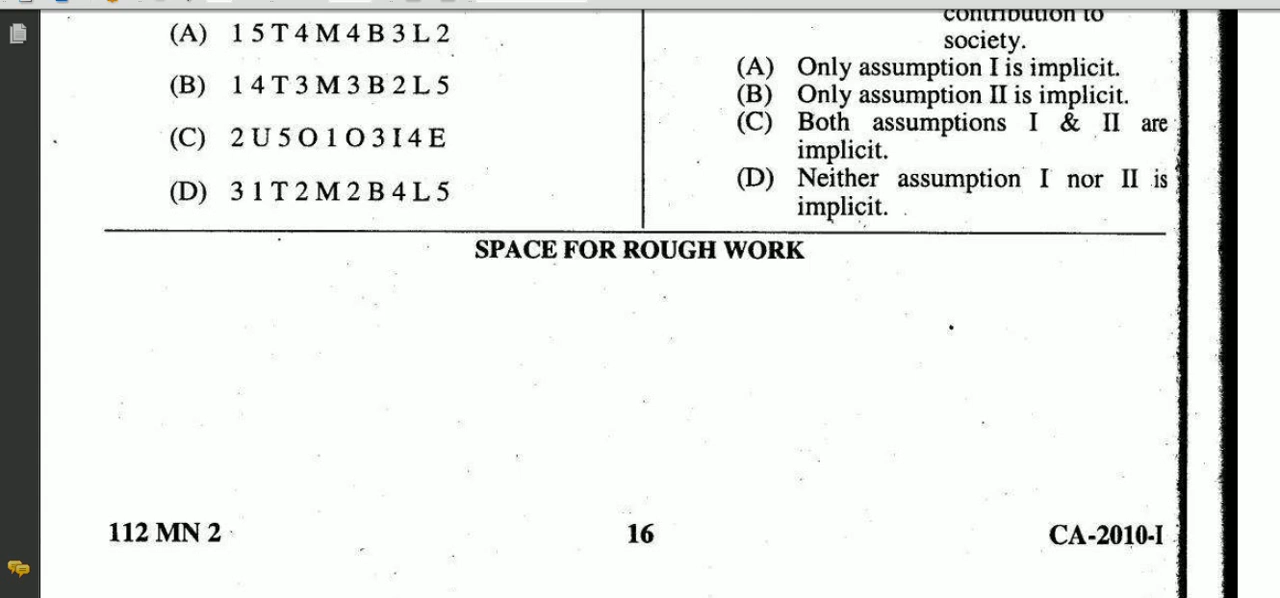 (A) 1 5 T 4 M 4 B 3 L 2
(B) 1 4 T 3 M 3 B 2 L 5
(C) 2 U 5 O 1 O 3 I 4 E
(D) 3 1 T 2 M 2 B 4 L 5
contribution to
society.
(A) Only assumption I is implicit.
(B) Only assumption II is implicit.
(C) Both assumptions I & II are
implicit.
(D) Neither assumption I nor II is
implicit.
SPACE FOR ROUGH WORK
112 MN 2
16
CA-2010-I